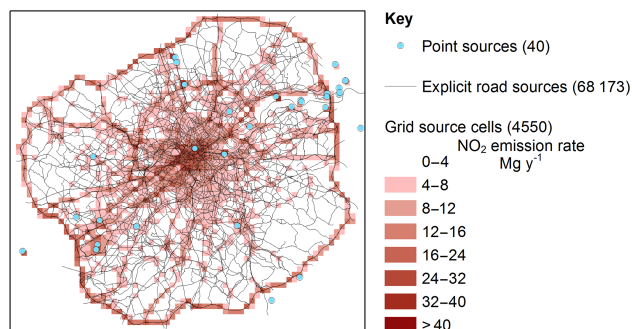 Key
Point sources (40)
Explicit road sources (68 173)
Grid source cells (4550)
NO₂ emission rate
0–4 Mg y⁻¹
4–8
8–12
12–16
16–24
24–32
32–40
>40